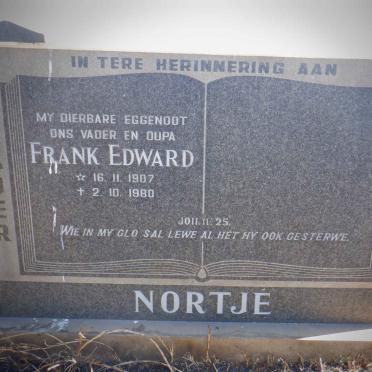 IN TERE HERINNERING AAN
MY DIERBARE EGGENOOT
ONS VADER EN OUPA
FRANK EDWARD
☆ 16. 11. 1907
✝ 2. 10. 1980
JOH. 11. 25.
WIE IN MY GLO SAL LEWE AL HET HY OOK GESTERWE.
NORTJÉ